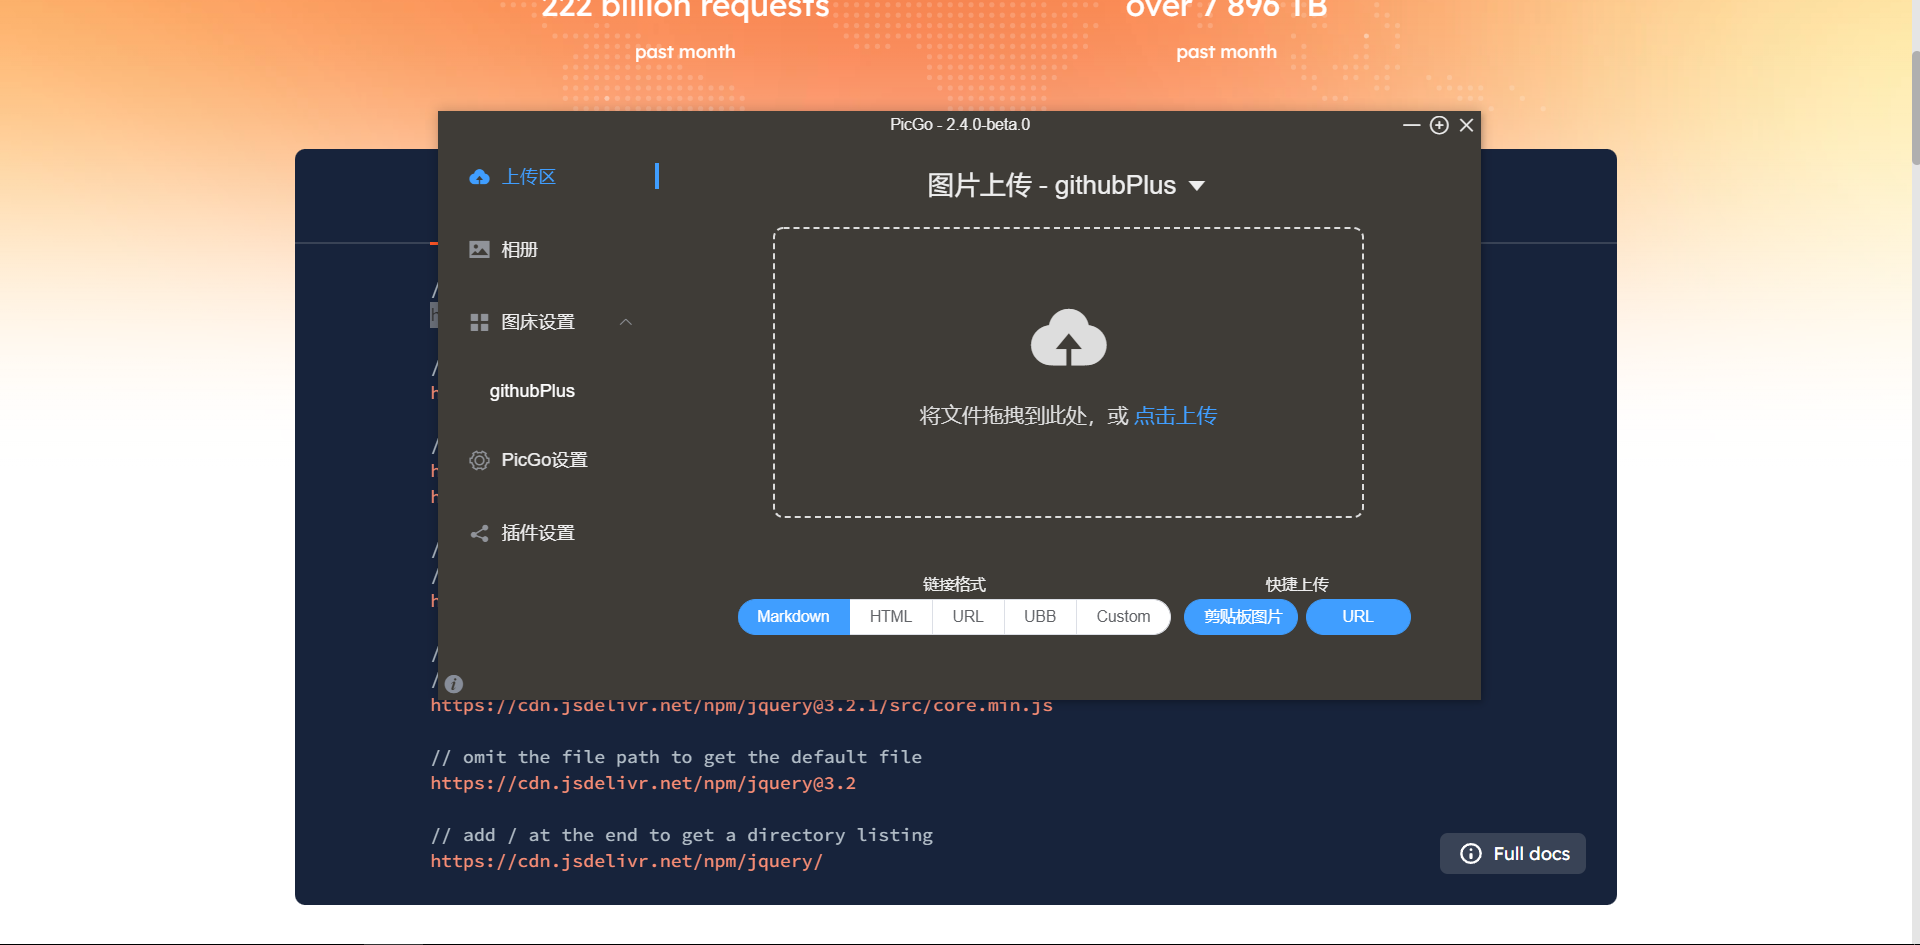 222 billion requests
past month
over 7 896 TB
past month
PicGo - 2.4.0-beta.0
上传区
相册
图床设置
githubPlus
PicGo设置
插件设置
图片上传 - githubPlus
将文件拖拽到此处，或 点击上传
链接格式
Markdown HTML URL UBB Custom
快捷上传
剪贴板图片 URL
https://cdn.jsdelivr.net/npm/jquery@3.2.1/src/core.min.js
// omit the file path to get the default file
https://cdn.jsdelivr.net/npm/jquery@3.2
// add / at the end to get a directory listing
https://cdn.jsdelivr.net/npm/jquery/
Full docs